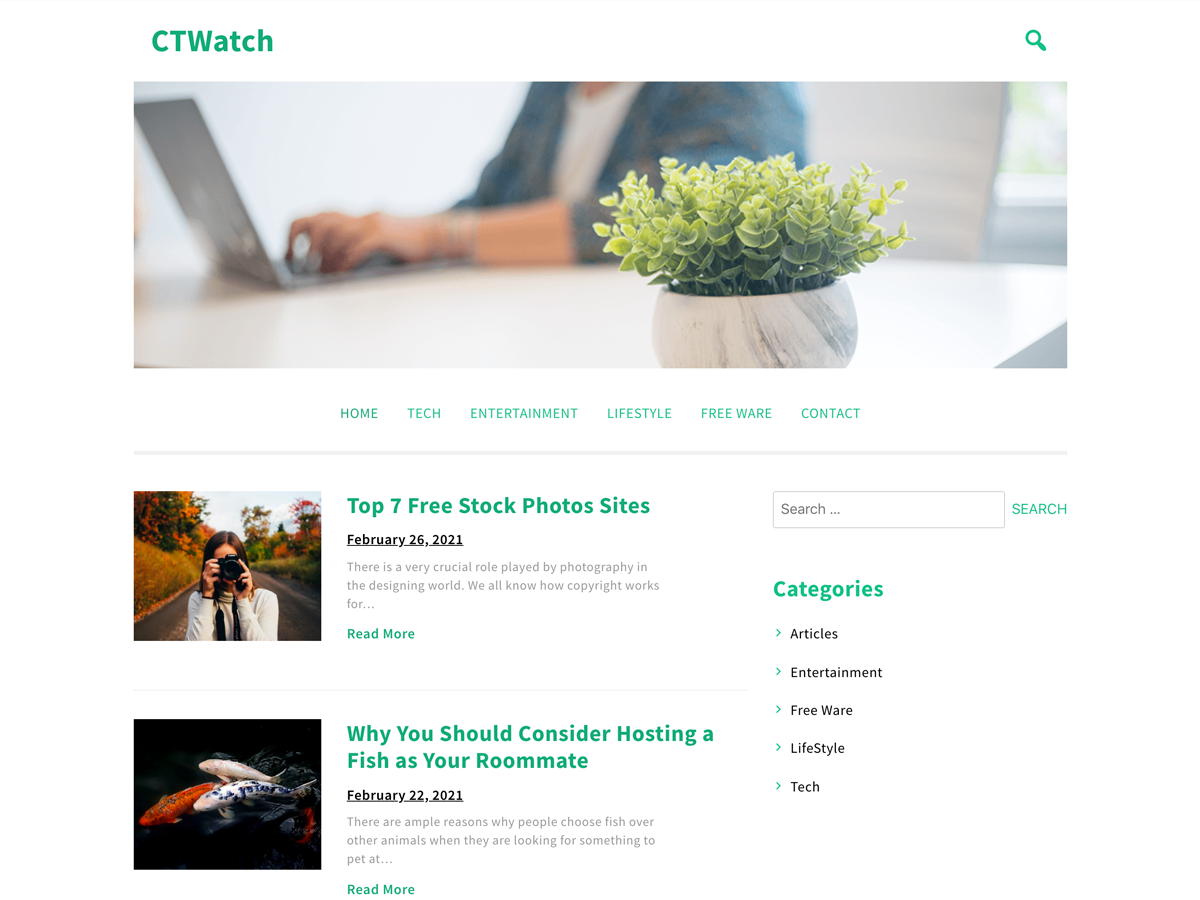 CTWatch
HOME TECH ENTERTAINMENT LIFESTYLE FREE WARE CONTACT
Top 7 Free Stock Photos Sites
February 26, 2021
There is a very crucial role played by photography in
the designing world. We all know how copyright works
for…
Read More
Why You Should Consider Hosting a
Fish as Your Roommate
February 22, 2021
There are ample reasons why people choose fish over
other animals when they are looking for something to
pet at…
Read More
Search … SEARCH
Categories
Articles
Entertainment
Free Ware
LifeStyle
Tech